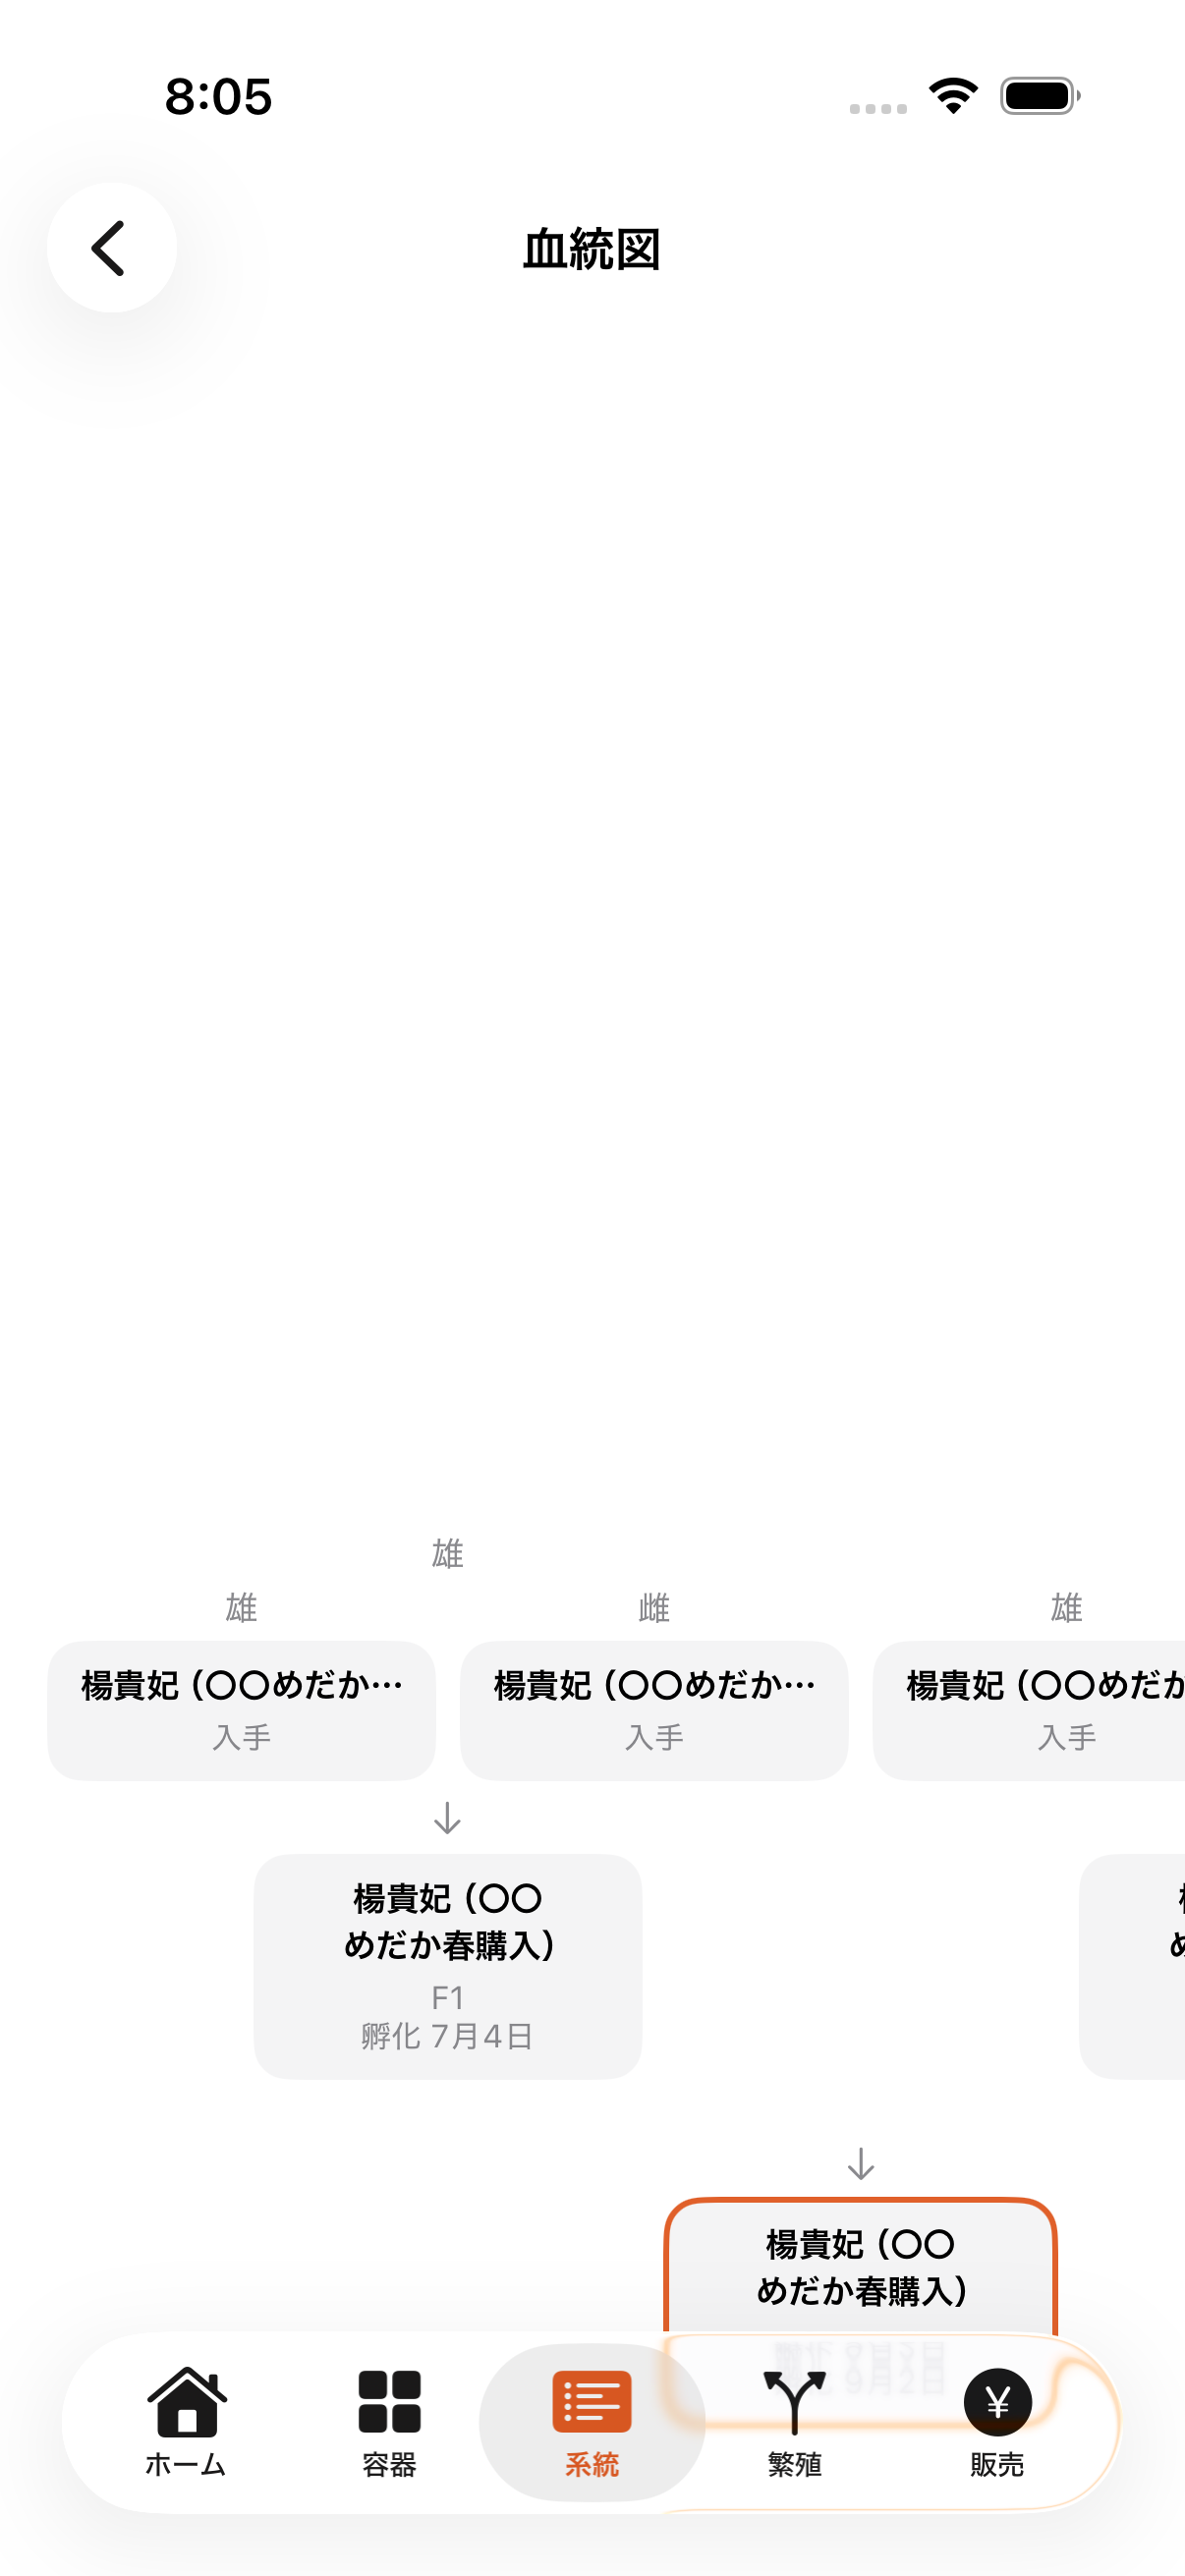 8:05
血統図
雄
雄
雌
雄
楊貴妃（〇〇めだか…
楊貴妃（〇〇めだか…
楊貴妃（〇〇めだか
入手
入手
入手
楊貴妃（〇〇
めだか春購入）
F1
孵化 7月4日
楊貴妃（〇〇
めだか春購入）
ホーム
容器
系統
繁殖
販売